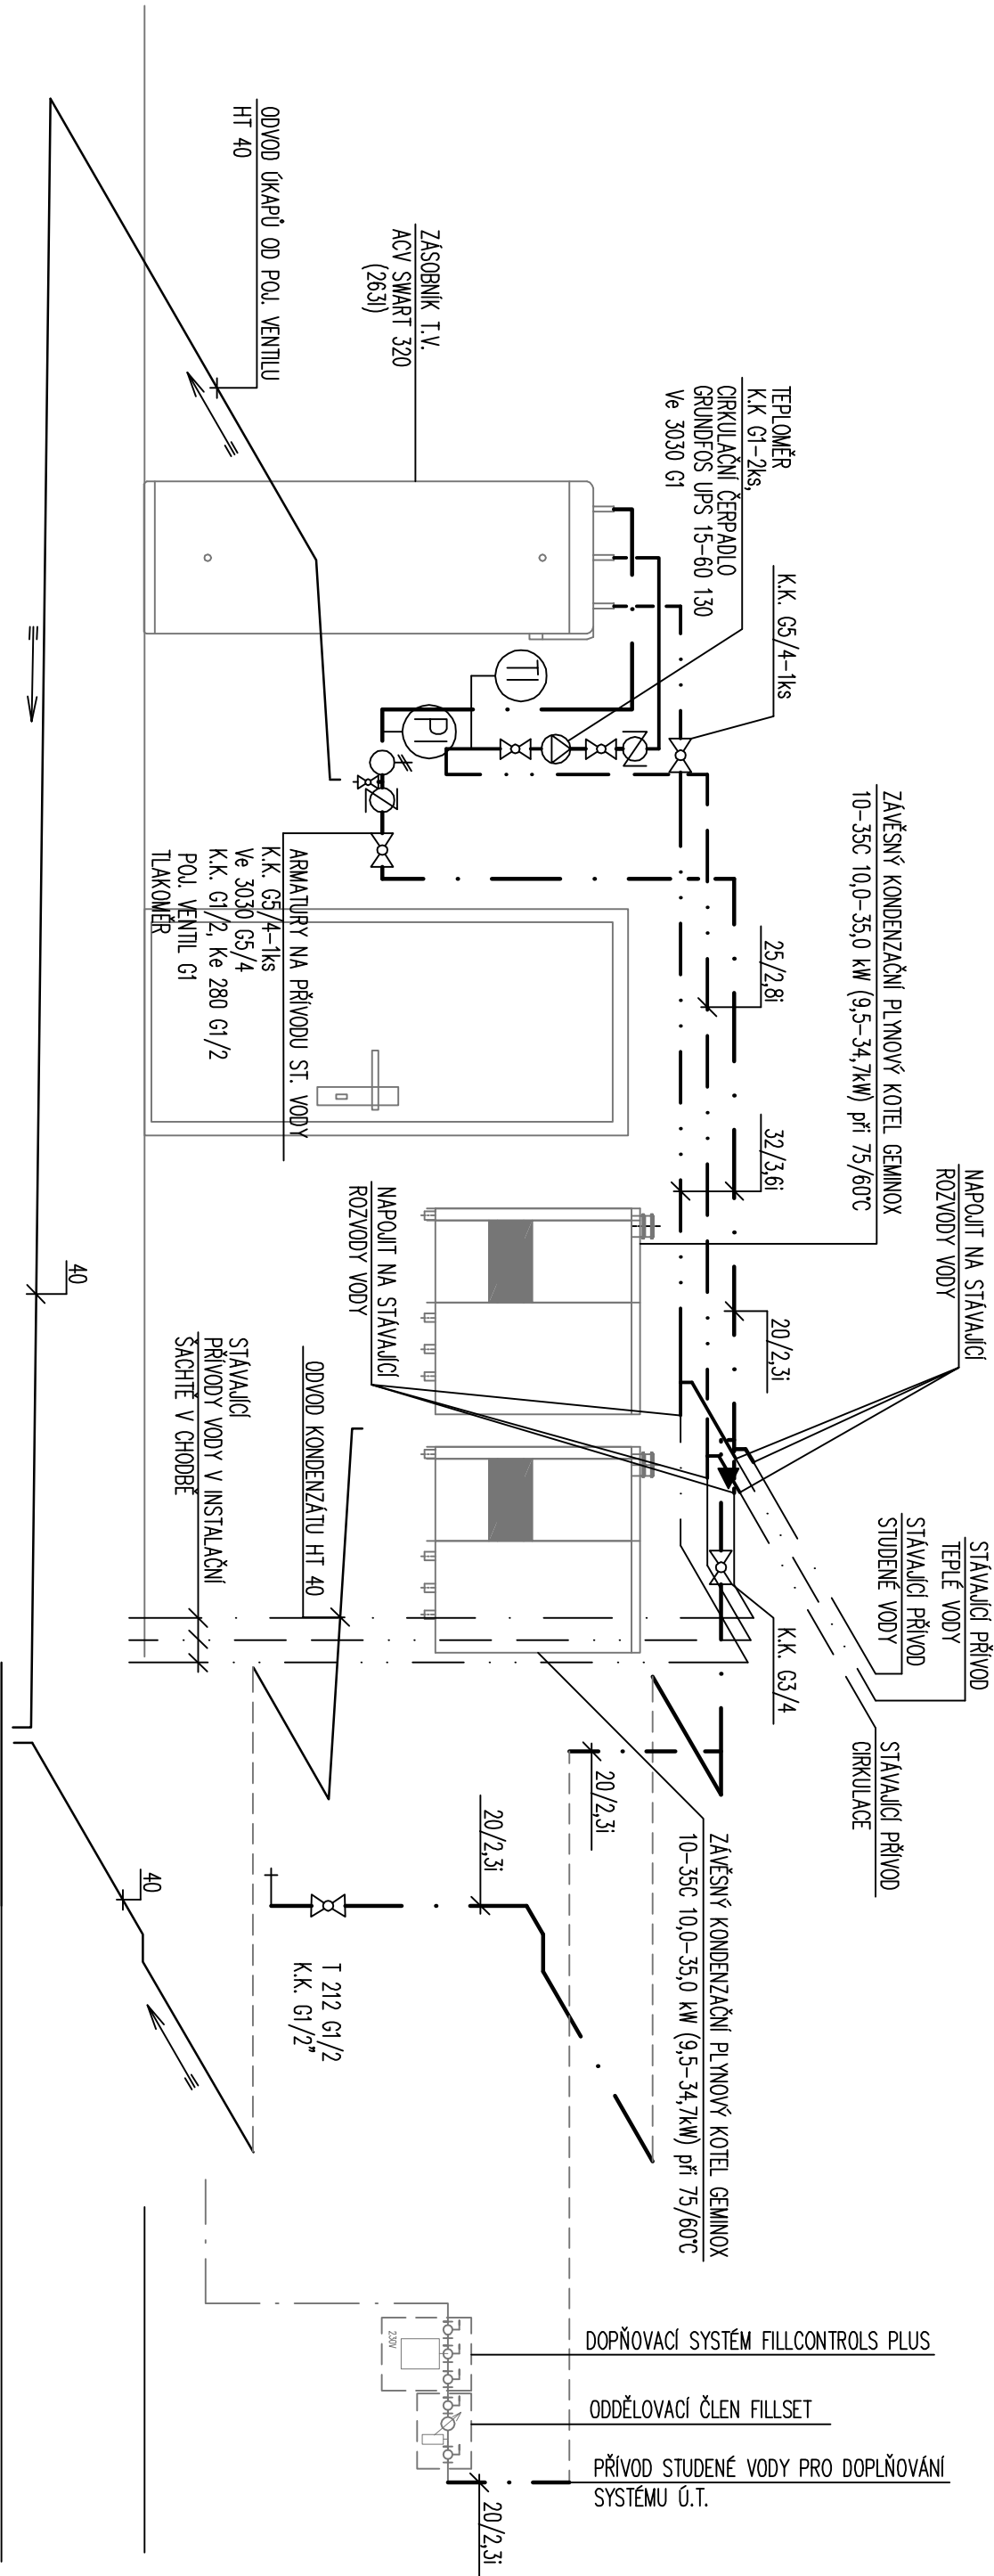 ODVOD ÚKAPŮ OD POJ. VENTILU
HT 40
ZÁSOBNÍK T.V.
ACV SWART 320
(263l)
TEPLOMĚR
K.K G1-2ks,
CIRKULAČNÍ ČERPADLO
GRUNDFOS UPS 15-60 130
Ve 3030 G1
K.K. G5/4-1ks
TI
PI
ZÁVĚSNÝ KONDENZAČNÍ PLYNOVÝ KOTEL GEMINOX
10-35C 10,0-35,0 kW (9,5-34,7kW) při 75/60°C
ARMATURY NA PŘÍVODU ST. VODY
K.K. G5/4-1ks
Ve 3030 G5/4
K.K. G1/2, Ke 280 G1/2
POJ. VENTIL G1
TLAKOMĚR
25/2,8i
32/3,6i
20/2,3i
NAPOJIT NA STÁVAJÍCÍ
ROZVODY VODY
NAPOJIT NA STÁVAJÍCÍ
ROZVODY VODY
40
STÁVAJÍCÍ
PŘÍVODY VODY V INSTALAČNÍ
ŠACHTĚ V CHODBĚ
ODVOD KONDENZÁTU HT 40
STÁVAJÍCÍ PŘÍVOD
TEPLÉ VODY
STÁVAJÍCÍ PŘÍVOD
STUDENÉ VODY
K.K. G3/4
STÁVAJÍCÍ PŘÍVOD
CIRKULACE
20/2,3i
20/2,3i
ZÁVĚSNÝ KONDENZAČNÍ PLYNOVÝ KOTEL GEMINOX
10-35C 10,0-35,0 kW (9,5-34,7kW) při 75/60°C
40
T 212 G1/2
K.K. G1/2"
230V
DOPŇOVACÍ SYSTÉM FILLCONTROLS PLUS
ODDĚLOVACÍ ČLEN FILLSET
PŘÍVOD STUDENÉ VODY PRO DOPLŇOVÁNÍ
SYSTÉMU Ú.T.
20/2,3i